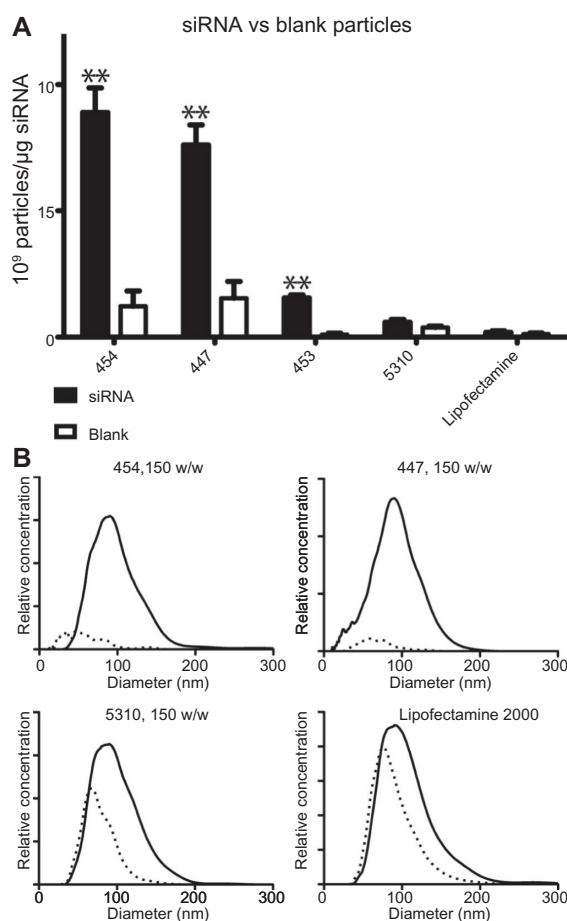 A
siRNA vs blank particles
10⁹ particles/µg siRNA
10
15
0
**
**
**
454
447
453
5310
Lipofectamine
siRNA
Blank
B
454,150 w/w
Relative concentration
0 100 200 300
Diameter (nm)
447, 150 w/w
Relative concentration
0 100 200 300
Diameter (nm)
5310, 150 w/w
Relative concentration
0 100 200 300
Diameter (nm)
Lipofectamine 2000
Relative concentration
0 100 200 300
Diameter (nm)